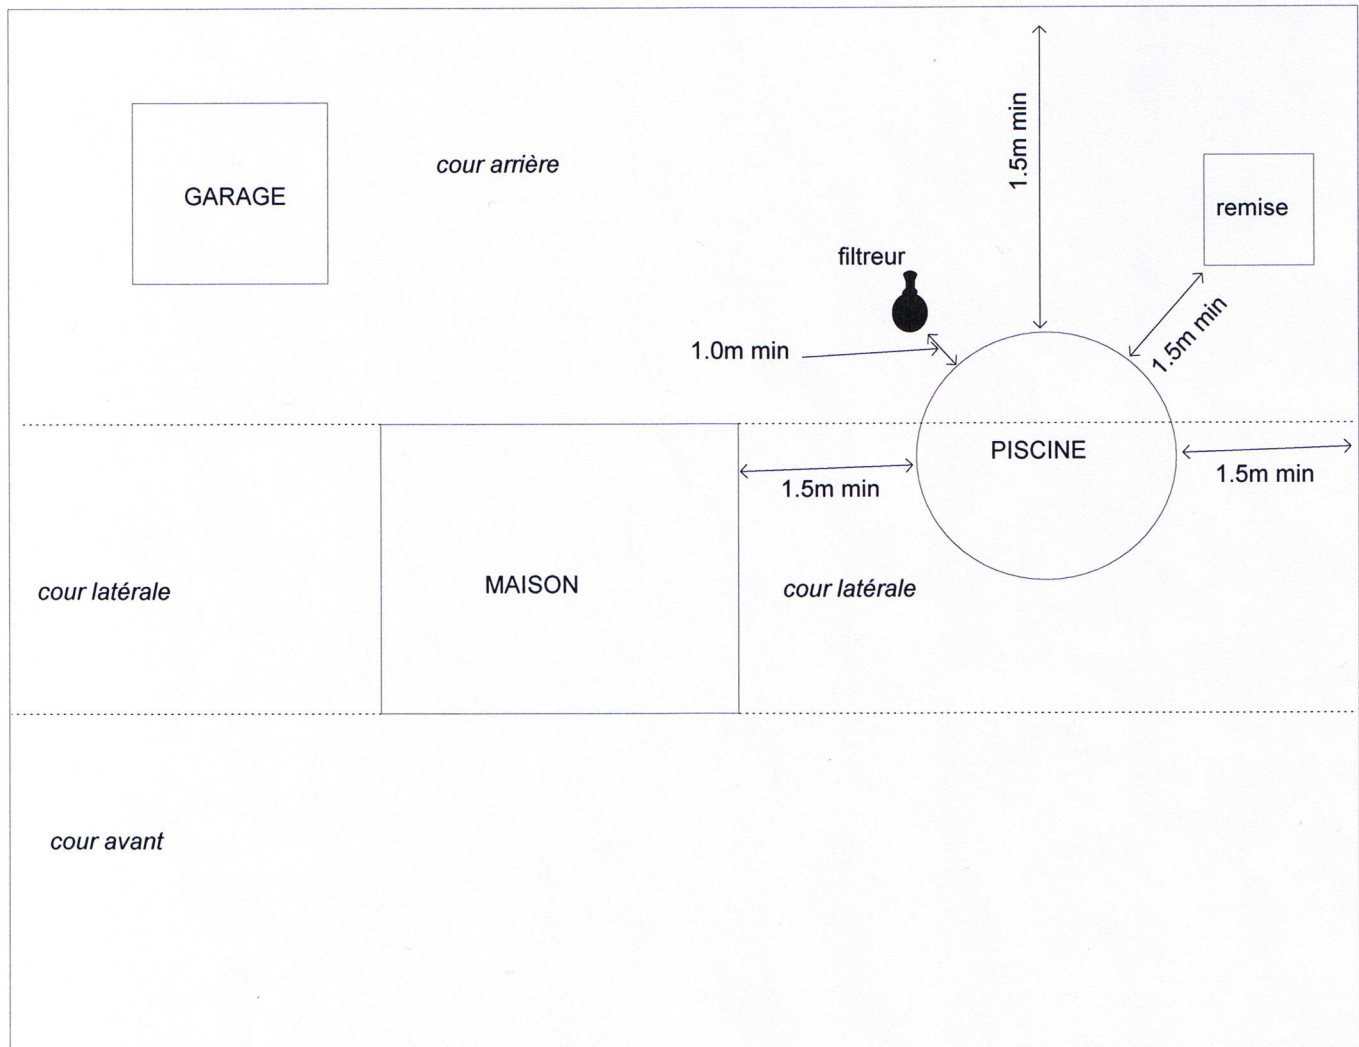 1.5m min
cour arrière
GARAGE
remise
filtreur
1.5m min
1.0m min
PISCINE
1.5m min
1.5m min
cour latérale
MAISON
cour latérale
cour avant